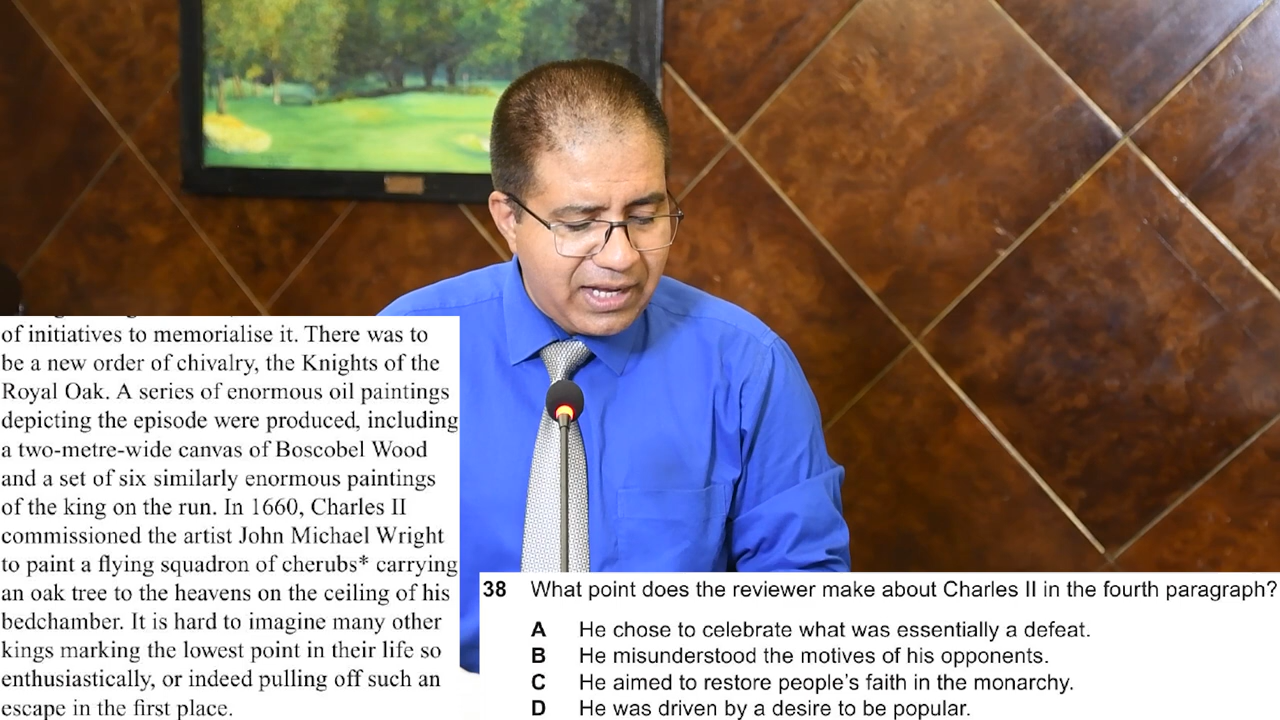 of initiatives to memorialise it. There was to
be a new order of chivalry, the Knights of the
Royal Oak. A series of enormous oil paintings
depicting the episode were produced, including
a two-metre-wide canvas of Boscobel Wood
and a set of six similarly enormous paintings
of the king on the run. In 1660, Charles II
commissioned the artist John Michael Wright
to paint a flying squadron of cherubs* carrying
an oak tree to the heavens on the ceiling of his
bedchamber. It is hard to imagine many other
kings marking the lowest point in their life so
enthusiastically, or indeed pulling off such an
escape in the first place.
38 What point does the reviewer make about Charles II in the fourth paragraph?
A He chose to celebrate what was essentially a defeat.
B He misunderstood the motives of his opponents.
C He aimed to restore people’s faith in the monarchy.
D He was driven by a desire to be popular.